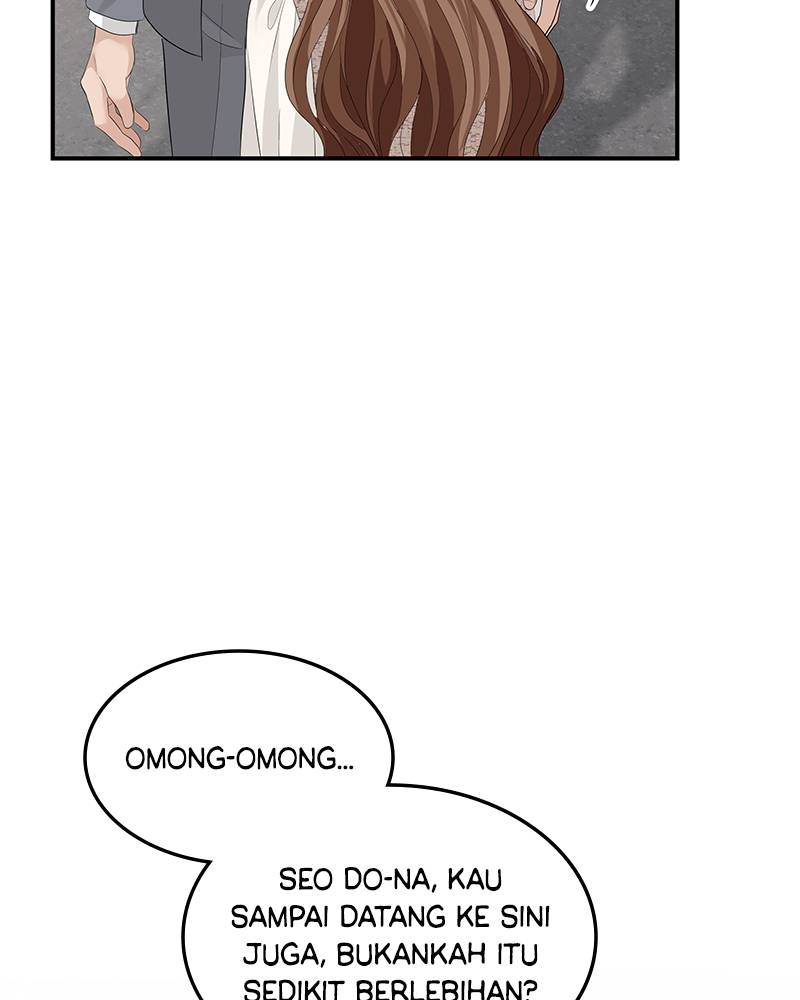 OMONG-OMONG...
SEO DO-NA, KAU
SAMPAI DATANG KE SINI
JUGA, BUKANKAH ITU
SEDIKIT BERLEBIHAN?